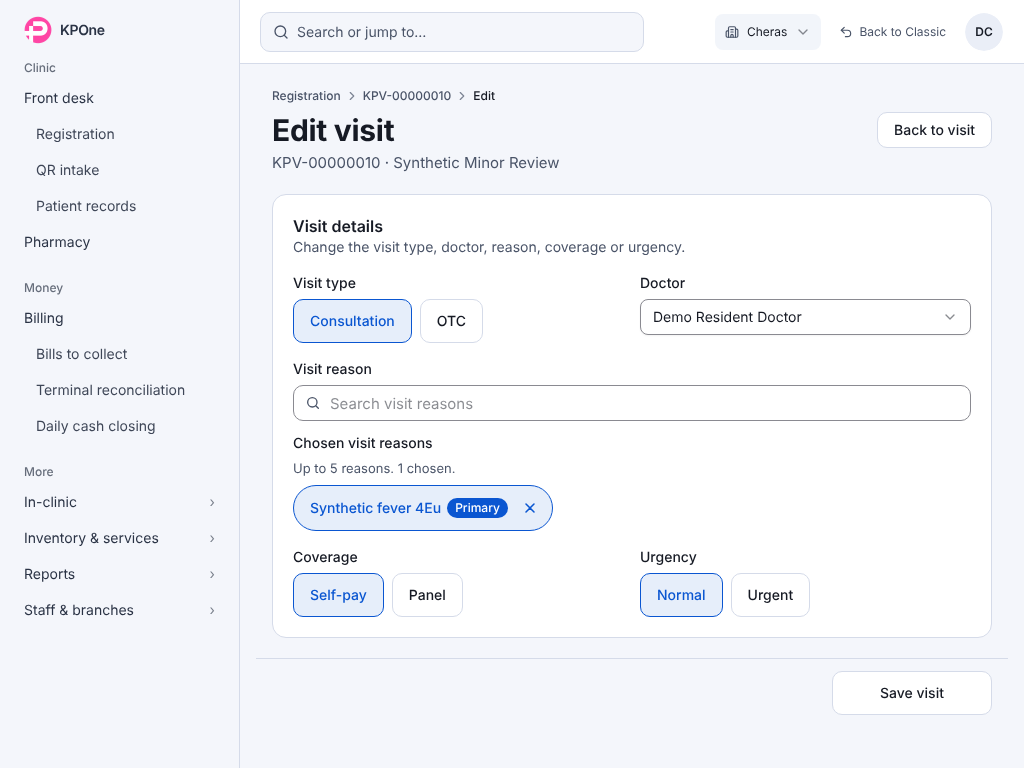 KPOne
Clinic
Front desk
Registration
QR intake
Patient records
Pharmacy
Money
Billing
Bills to collect
Terminal reconciliation
Daily cash closing
More
In-clinic
Inventory & services
Reports
Staff & branches
Search or jump to...
Cheras
Back to Classic
DC
Registration > KPV-00000010 > Edit
Edit visit
Back to visit
KPV-00000010 · Synthetic Minor Review
Visit details
Change the visit type, doctor, reason, coverage or urgency.
Visit type
Consultation OTC
Doctor
Demo Resident Doctor
Visit reason
Search visit reasons
Chosen visit reasons
Up to 5 reasons. 1 chosen.
Synthetic fever 4Eu Primary
Coverage
Self-pay Panel
Urgency
Normal Urgent
Save visit